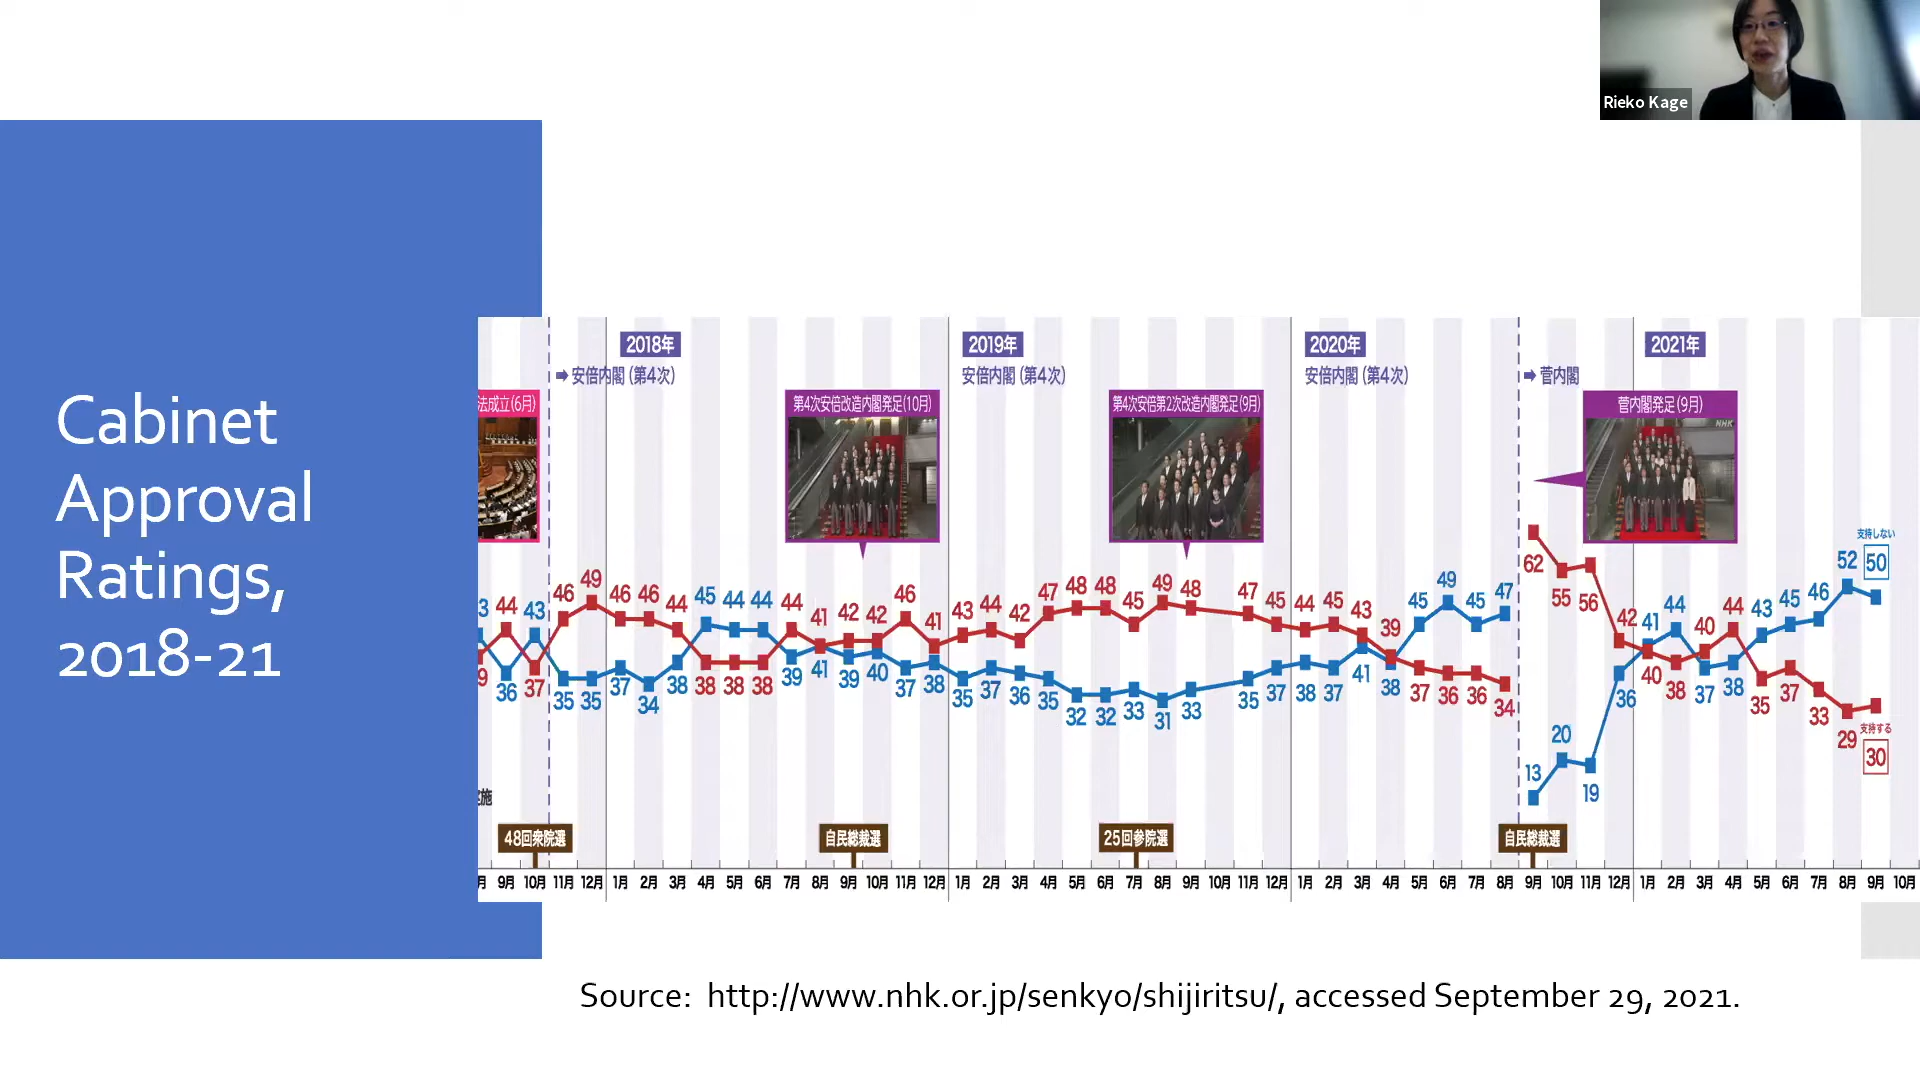 Rieko Kage
Cabinet
Approval
Ratings,
2018-21
2018年
2019年
2020年
2021年
➡ 安倍内閣（第4次）
安倍内閣（第4次）
安倍内閣（第4次）
➡ 菅内閣
法成立（6月）
第4次安倍改造内閣発足（10月）
第4次安倍第2次改造内閣発足（9月）
菅内閣発足（9月）
NHK
9 44 37 46 49 46 46 44 38 38 38 44 41 42 42 46 41 43 44 42 47 48 48 45 49 48 47 45 44 45 43 39 37 36 36 34 62 55 56 42 40 38 40 44 35 37 33 29 30
3 36 43 35 35 37 34 38 45 44 44 39 41 39 40 37 38 35 37 36 35 32 32 33 31 33 35 37 38 37 41 38 45 49 45 47 13 20 19 36 41 44 37 38 43 45 46 52 50
支持しない
支持する
施
48回衆院選
自民総裁選
25回参院選
自民総裁選
月 9月 10月 11月 12月 1月 2月 3月 4月 5月 6月 7月 8月 9月 10月 11月 12月 1月 2月 3月 4月 5月 6月 7月 8月 9月 10月 11月 12月 1月 2月 3月 4月 5月 6月 7月 8月 9月 10月 11月 12月 1月 2月 3月 4月 5月 6月 7月 8月 9月 10月
Source: http://www.nhk.or.jp/senkyo/shijiritsu/, accessed September 29, 2021.